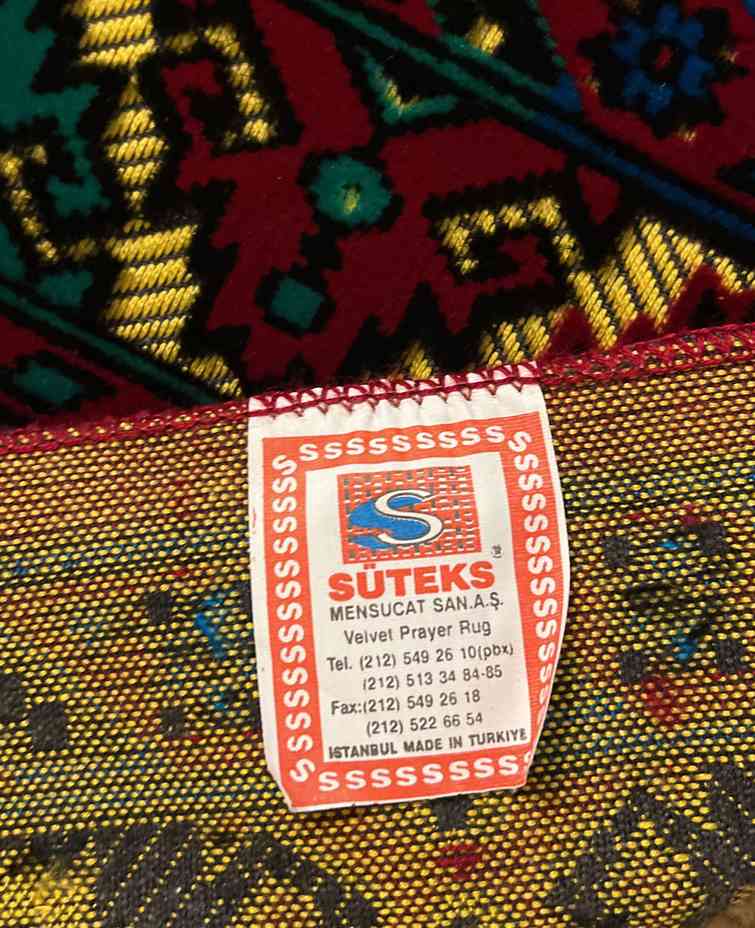 SSSSSSSSSSS
S
SÜTEKS
MENSUCAT SAN.A.Ş.
Velvet Prayer Rug
Tel. (212) 549 26 10(pbx)
(212) 513 34 84-85
Fax:(212) 549 26 18
(212) 522 66 54
ISTANBUL MADE IN TURKIYE
SSSSSSSSSS